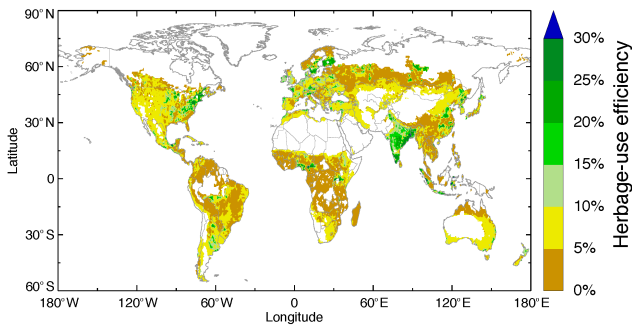 90°N
60°N
30°N
0
30°S
60°S
Latitude
180°W
120°W
60°W
0
60°E
120°E
180°E
Longitude
30%
25%
20%
15%
10%
5%
0%
Herbage-use efficiency